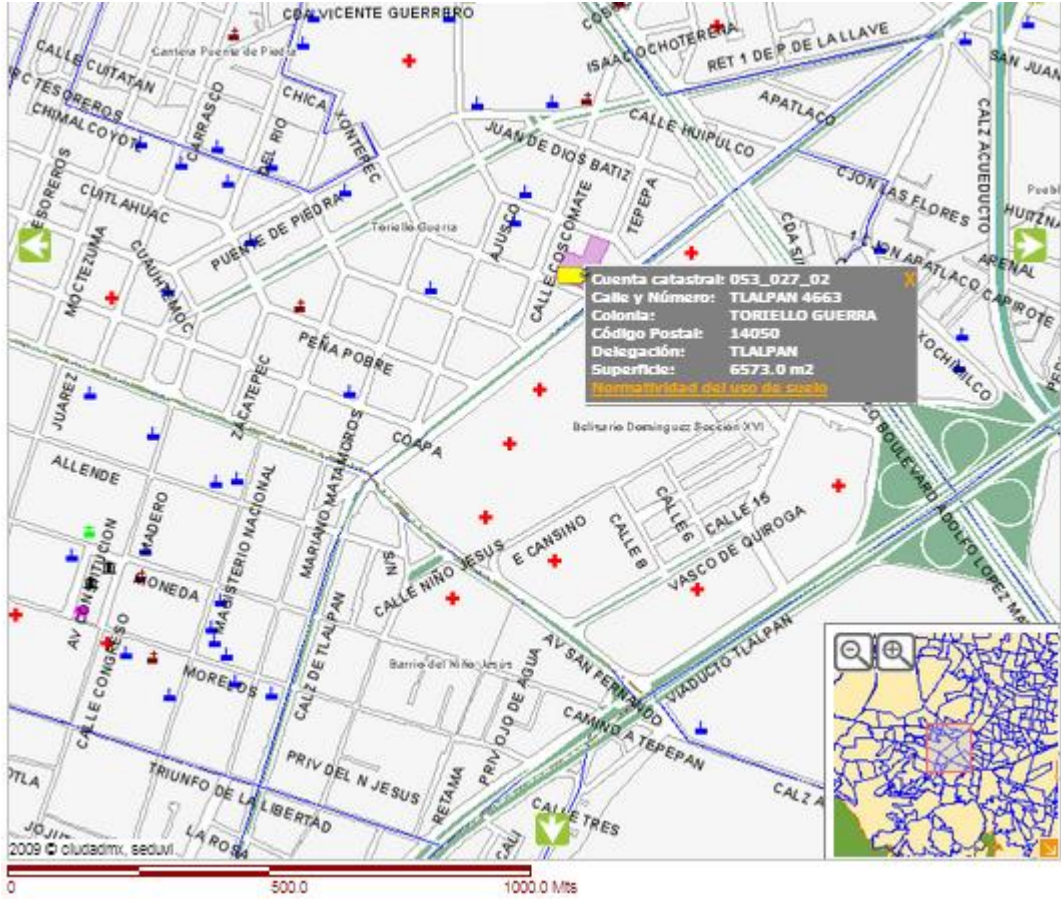 CDA VICENTE GUERRERO
ISAAC OCHOTERENA
RET 1 DE P DE LA LLAVE
SAN JUAN
Cantera Puente de Piedra
CALLE CUITATAN
TESOREROS
CHICA
XONTEPEC
APATLACO
CALLE HUIPULCO
CALZ ACUEDUCTO
CHIMALCOYOTL
CARRASCO
DEL RIO
JUAN DE DIOS BATIZ
CUITLAHUAC
CJON LAS FLORES
PUENTE DE PIEDRA
Toriello Guerra
AJUSCO
CALLE COSCOMATE
TEPEPA
MOCTEZUMA
CUAUHTEMOC
1 CJON APATLACO
ARENAL
CAPIROTE
Cuenta catastral: 053_027_02
X
Calle y Número: TLALPAN 4663
Colonia: TORIELLO GUERRA
Código Postal: 14050
Delegación: TLALPAN
Superficie: 6573.0 m2
Normatividad del uso de suelo
XOCHIMILCO
PEÑA POBRE
JUAREZ
ZACATEPEC
COAPA
Belisario Dominguez Seccion XVI
BOULEVARD ADOLFO LOPEZ
ALLENDE
MADERO
MAGISTERIO NACIONAL
MARIANO MATAMOROS
S/N
CALLE NIÑO JESUS
E CANSINO
CALLE 8
CALLE 6
CALLE 15
VASCO DE QUIROGA
AV CONSTITUCION
MONEDA
CALLE CONGRESO
MORELOS
CALZ DE TLALPAN
Barrio del Niño Jesús
AV SAN FERNANDO
VIADUCTO TLALPAN
PRIV OJO DE AGUA
CAMINO A TEPEPAN
PRIV DEL N JESUS
RETAMA
TRIUNFO DE LA LIBERTAD
CALLE TRES
LA ROSA
2009 © ciudadmx, seduvi
0 500.0 1000.0 Mts